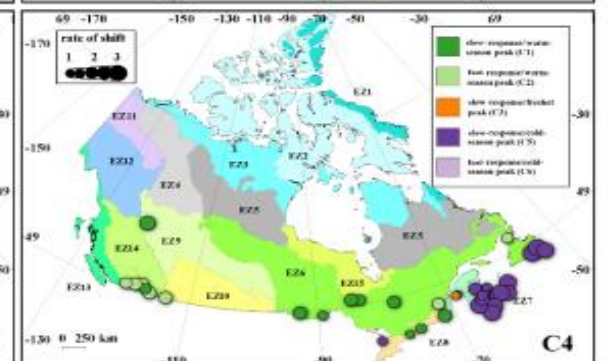 69 -170 -150 -130 -110 -90 -70 -50 -30 69
-170
rate of shift
1 2 3
slow-response/warm-
season peak (C1)
fast-response/warm-
season peak (C2)
slow-response/freshet
peak (C3)
slow-response/cold-
season peak (C5)
fast-response/cold-
season peak (C6)
EZ1
EZ11
-30
-150
EZ12
EZ3
EZ2
EZ4
49
EZ5
EZ5
49
EZ14
EZ9
EZ6
-50
EZ13
EZ10
EZ15
EZ7
-130
0 250 km
EZ8
C4
-110
-90
-70